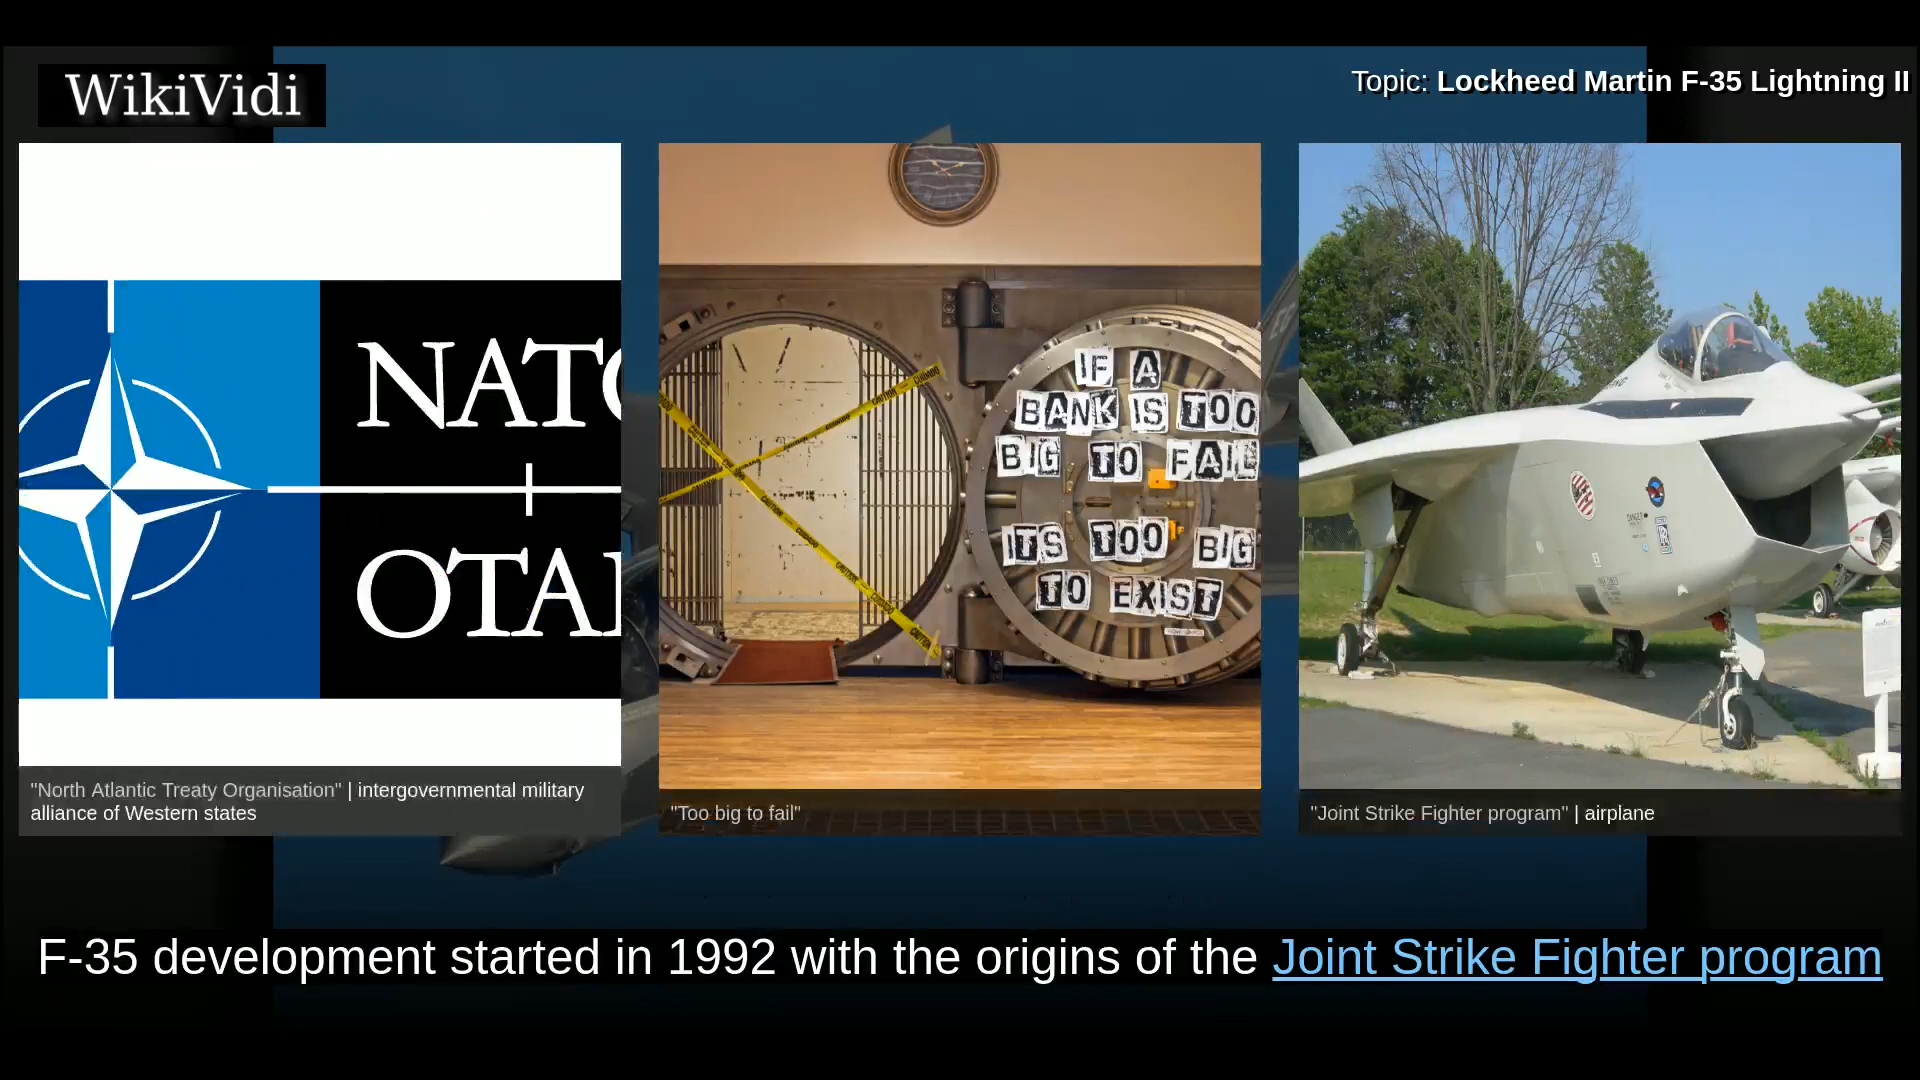 WikiVidi
Topic: Lockheed Martin F-35 Lightning II
NATO
OTAN
IF A
BANK IS TOO
BIG TO FAIL
ITS TOO BIG
TO EXIST
"North Atlantic Treaty Organisation" | intergovernmental military
alliance of Western states
"Too big to fail"
"Joint Strike Fighter program" | airplane
F-35 development started in 1992 with the origins of the Joint Strike Fighter program